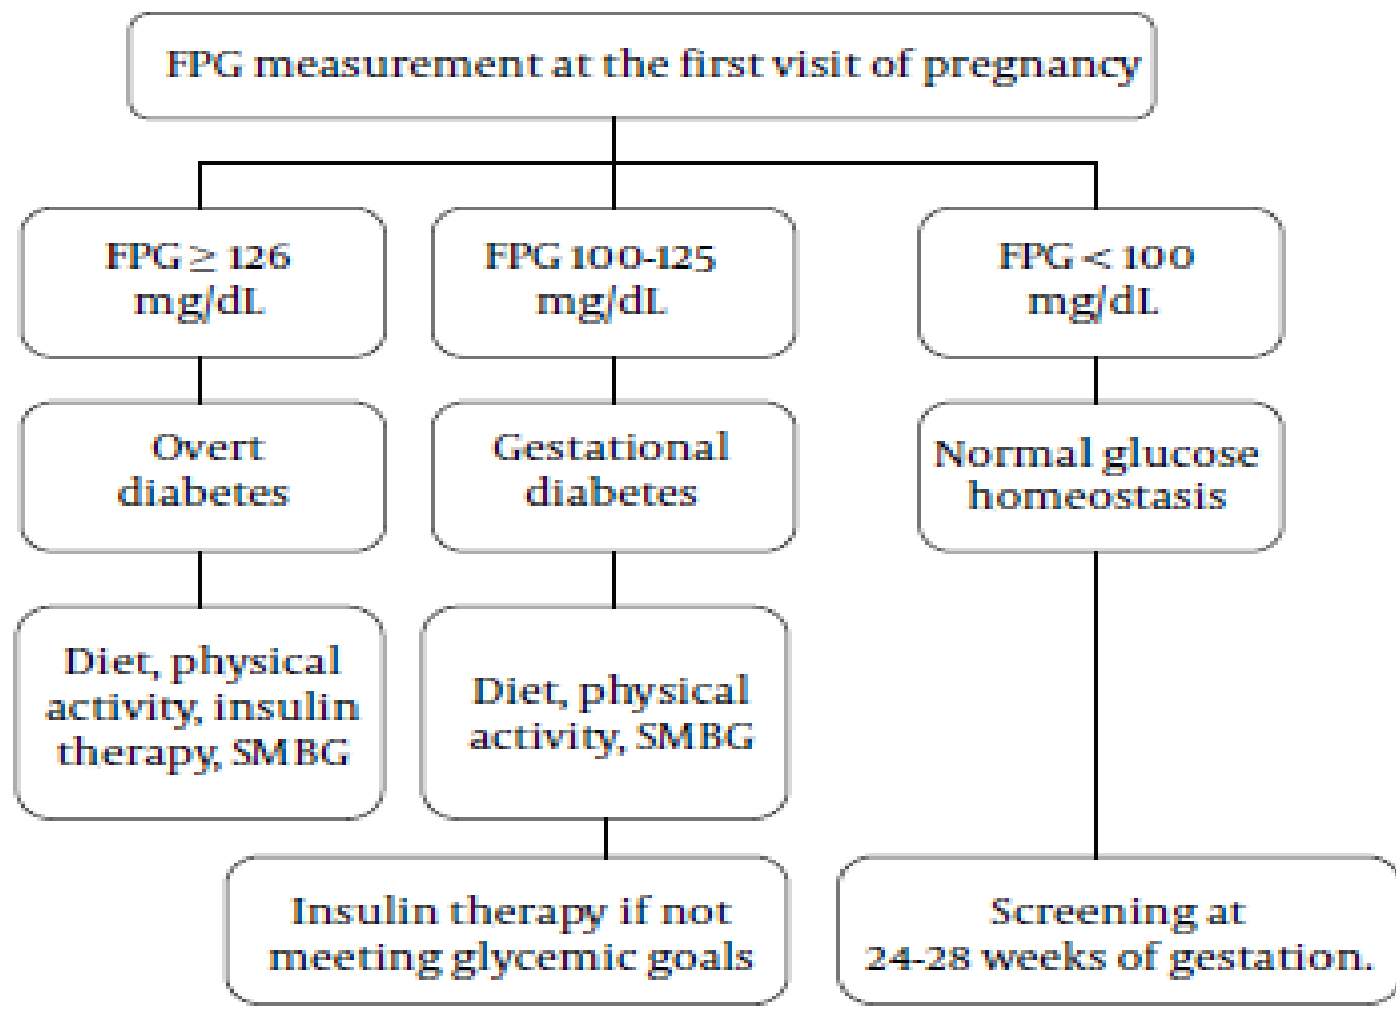 FPG measurement at the first visit of pregnancy
FPG ≥ 126
mg/dL
FPG 100-125
mg/dL
FPG < 100
mg/dL
Overt
diabetes
Gestational
diabetes
Normal glucose
homeostasis
Diet, physical
activity, insulin
therapy, SMBG
Diet, physical
activity, SMBG
Insulin therapy if not
meeting glycemic goals
Screening at
24-28 weeks of gestation.